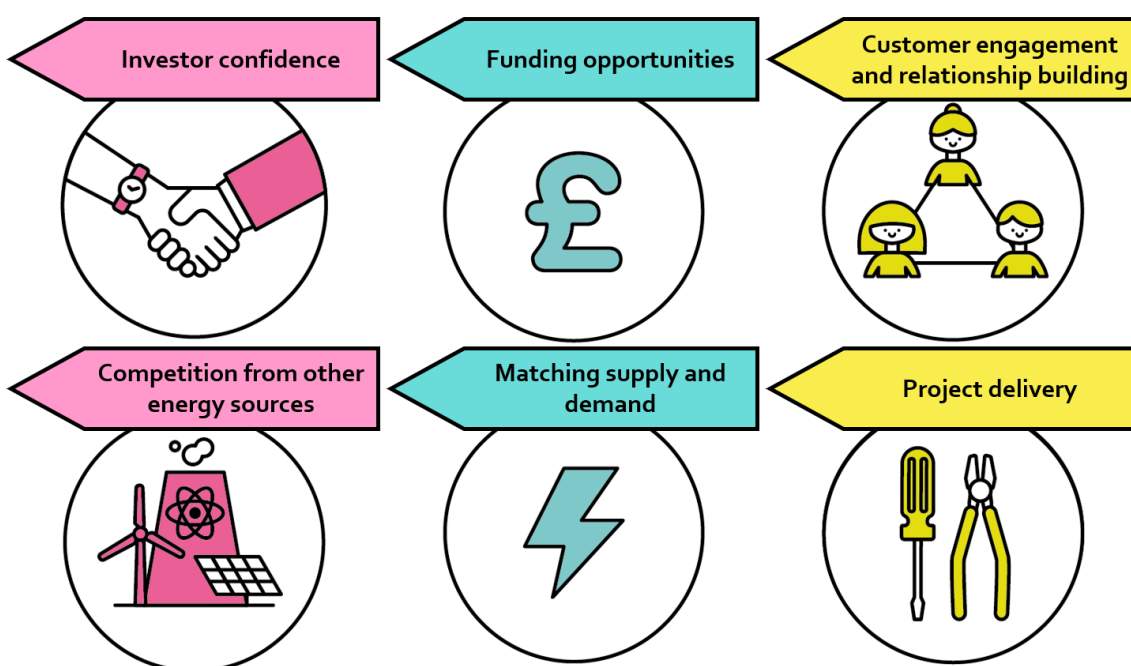 Investor confidence
Funding opportunities
Customer engagement
and relationship building
£
Competition from other
energy sources
Matching supply and
demand
Project delivery